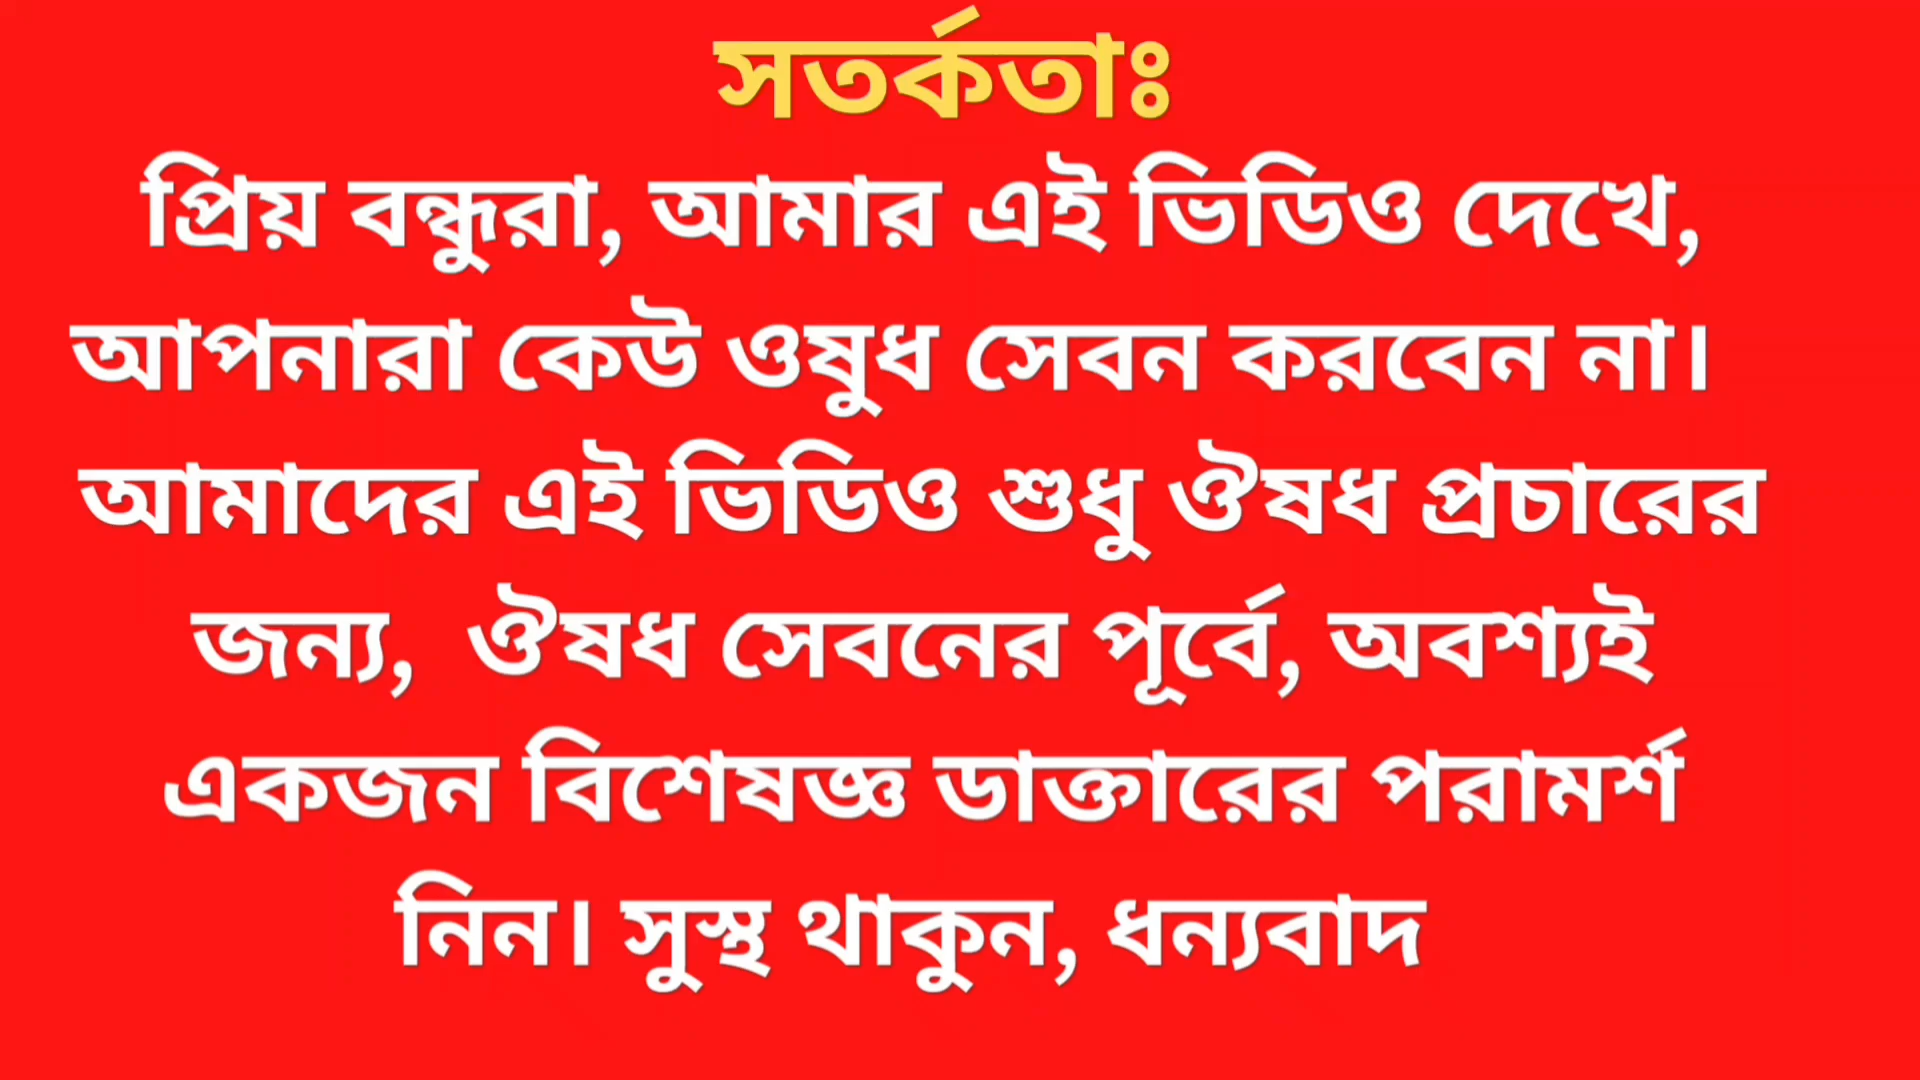 সতর্কতাঃ
প্রিয় বন্ধুরা, আমার এই ভিডিও দেখে,
আপনারা কেউ ওষুধ সেবন করবেন না।
আমাদের এই ভিডিও শুধু ঔষধ প্রচারের
জন্য, ঔষধ সেবনের পূর্বে, অবশ্যই
একজন বিশেষজ্ঞ ডাক্তারের পরামর্শ
নিন। সুস্থ থাকুন, ধন্যবাদ